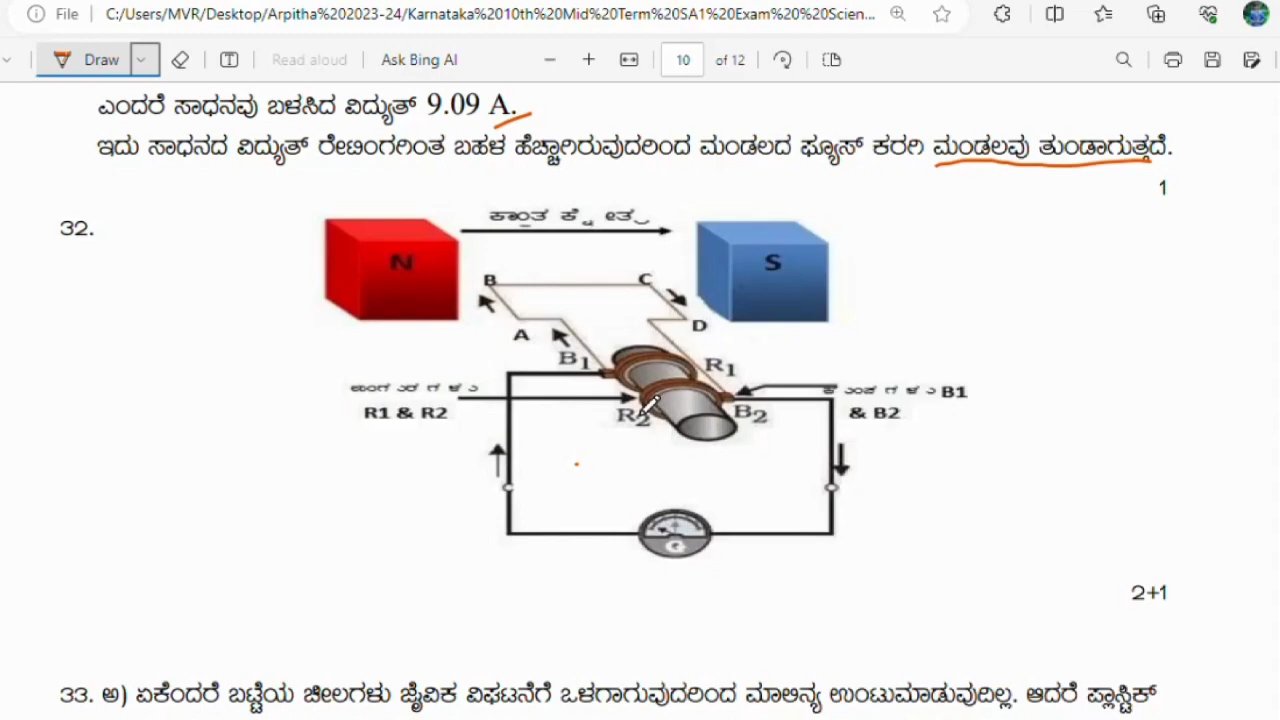 File
C:/Users/MVR/Desktop/Arpitha%202023-24/Karnataka%2010th%20Mid%20Term%20SA1%20Exam%20%20Scien...
Draw
Read aloud
Ask Bing AI
10 of 12
ಎಂದರೆ ಸಾಧನವು ಬಳಸಿದ ವಿದ್ಯುತ್ 9.09 A.
ಇದು ಸಾಧನದ ವಿದ್ಯುತ್ ರೇಟಿಂಗಗಿಂತ ಬಹಳ ಹೆಚ್ಚಾಗಿರುವುದರಿಂದ ಮಂಡಲದ ಫ್ಯೂಸ್ ಕರಗಿ ಮಂಡಲವು ತುಂಡಾಗುತ್ತದೆ.
1
32.
ಕಾಂತ ಕ್ಷೇತ್ರ
N
S
B
C
A
D
B1
R1
R1 & R2
B1
R2
B2
& B2
2+1
33. ಅ) ಏಕೆಂದರೆ ಬಟ್ಟೆಯ ಚೀಲಗಳು ಜೈವಿಕ ವಿಘಟನೆಗೆ ಒಳಗಾಗುವುದರಿಂದ ಮಾಲಿನ್ಯ ಉಂಟುಮಾಡುವುದಿಲ್ಲ. ಆದರೆ ಪ್ಲಾಸ್ಟಿಕ್